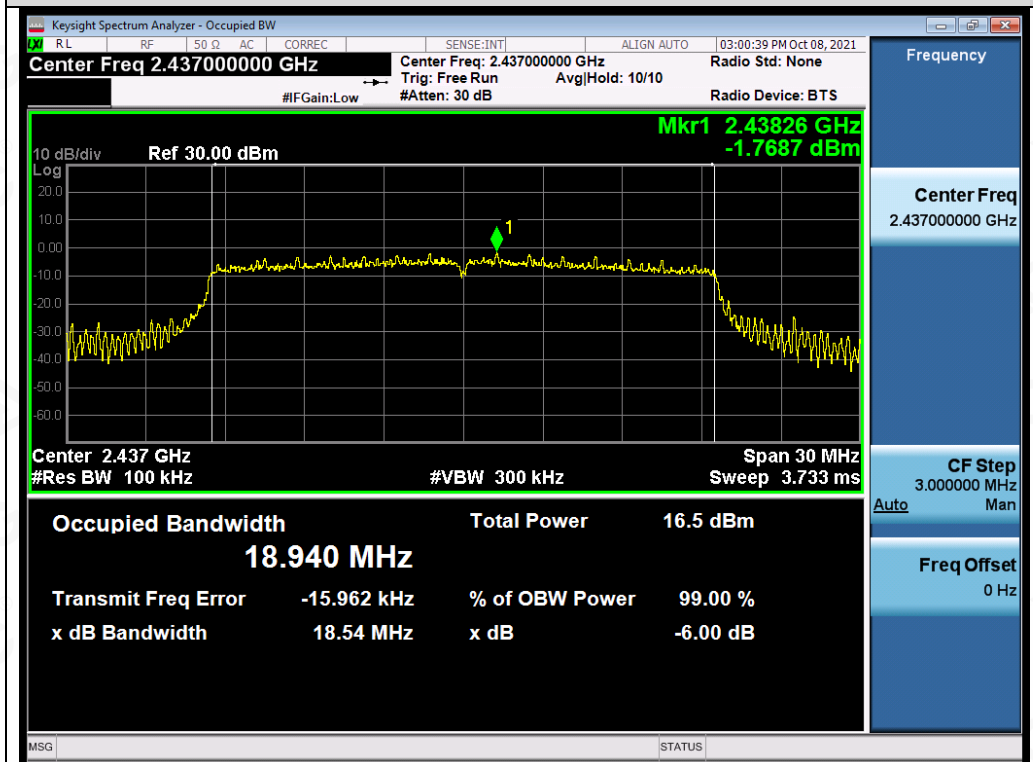 Keysight Spectrum Analyzer - Occupied BW
LXI RL RF 50 Ω AC CORREC SENSE:INT ALIGN AUTO 03:00:39 PM Oct 08, 2021
Center Freq 2.437000000 GHz
Center Freq: 2.437000000 GHz Radio Std: None
Trig: Free Run Avg|Hold: 10/10
#IFGain:Low #Atten: 30 dB Radio Device: BTS
Frequency
Mkr1 2.43826 GHz
-1.7687 dBm
10 dB/div Ref 30.00 dBm
Log
20.0
10.0
0.00
-10.0
-20.0
-30.0
-40.0
-50.0
-60.0
1
Center 2.437 GHz Span 30 MHz
#Res BW 100 kHz #VBW 300 kHz Sweep 3.733 ms
Center Freq
2.437000000 GHz
CF Step
3.000000 MHz
Auto Man
Freq Offset
0 Hz
Occupied Bandwidth Total Power 16.5 dBm
18.940 MHz
Transmit Freq Error -15.962 kHz % of OBW Power 99.00 %
x dB Bandwidth 18.54 MHz x dB -6.00 dB
MSG STATUS